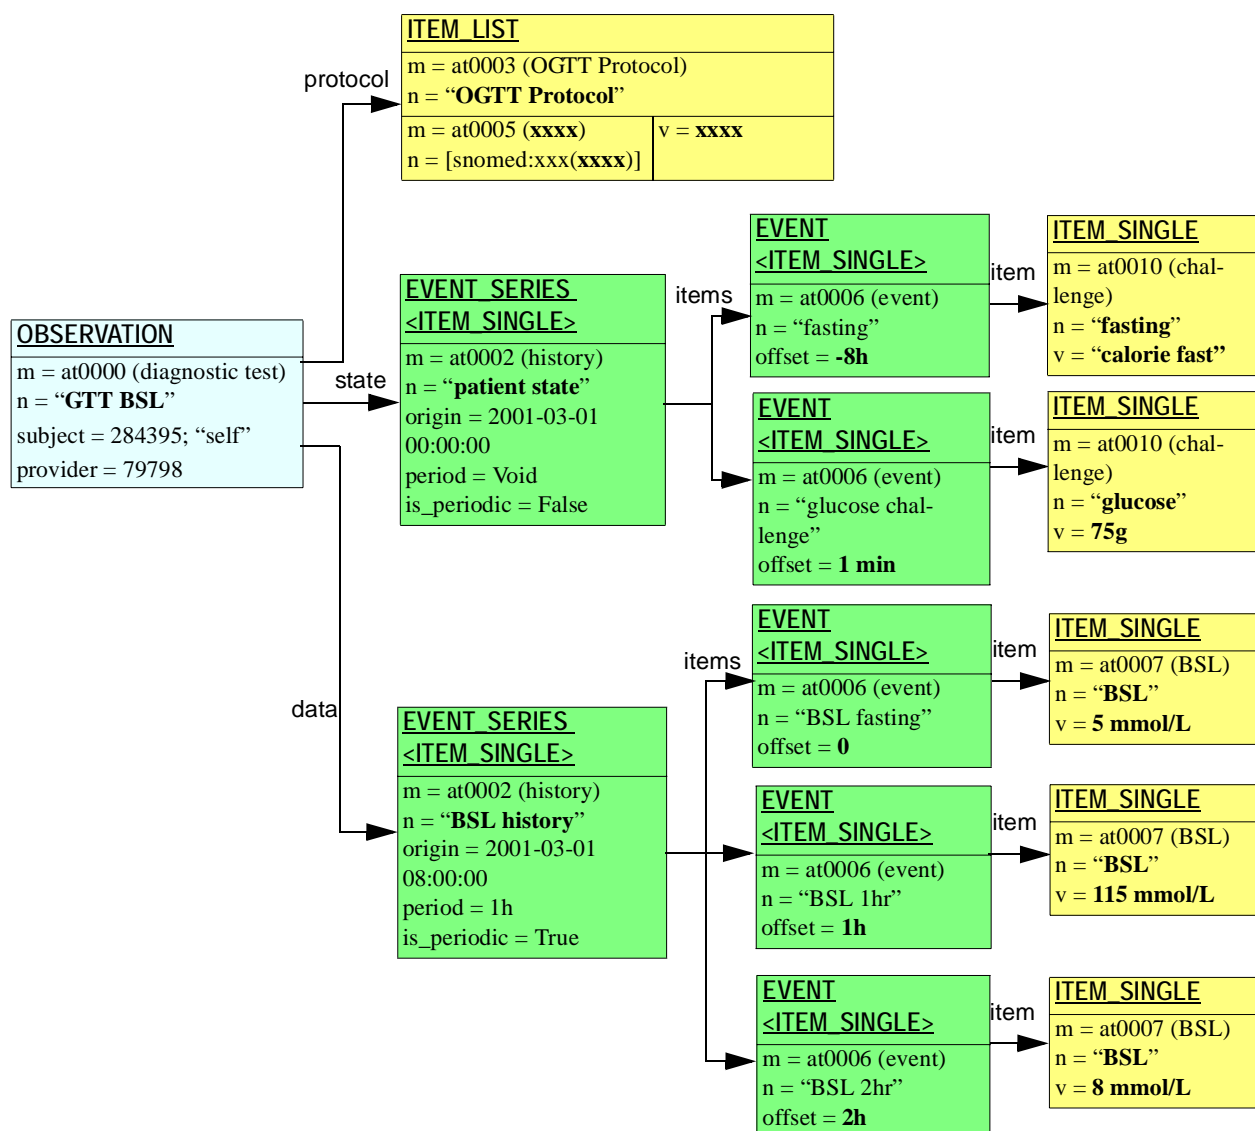 ITEM_LIST
m = at0003 (OGTT Protocol)
n = “OGTT Protocol”
m = at0005 (xxxx)
n = [snomed:xxx(xxxx)]
v = xxxx
protocol
OBSERVATION
m = at0000 (diagnostic test)
n = “GTT BSL”
subject = 284395; “self”
provider = 79798
state
EVENT_SERIES
<ITEM_SINGLE>
m = at0002 (history)
n = “patient state”
origin = 2001-03-01
00:00:00
period = Void
is_periodic = False
items
EVENT
<ITEM_SINGLE>
m = at0006 (event)
n = “fasting”
offset = -8h
item
ITEM_SINGLE
m = at0010 (chal-
lenge)
n = “fasting”
v = “calorie fast”
EVENT
<ITEM_SINGLE>
m = at0006 (event)
n = “glucose chal-
lenge”
offset = 1 min
item
ITEM_SINGLE
m = at0010 (chal-
lenge)
n = “glucose”
v = 75g
data
EVENT_SERIES
<ITEM_SINGLE>
m = at0002 (history)
n = “BSL history”
origin = 2001-03-01
08:00:00
period = 1h
is_periodic = True
items
EVENT
<ITEM_SINGLE>
m = at0006 (event)
n = “BSL fasting”
offset = 0
item
ITEM_SINGLE
m = at0007 (BSL)
n = “BSL”
v = 5 mmol/L
EVENT
<ITEM_SINGLE>
m = at0006 (event)
n = “BSL 1hr”
offset = 1h
item
ITEM_SINGLE
m = at0007 (BSL)
n = “BSL”
v = 115 mmol/L
EVENT
<ITEM_SINGLE>
m = at0006 (event)
n = “BSL 2hr”
offset = 2h
item
ITEM_SINGLE
m = at0007 (BSL)
n = “BSL”
v = 8 mmol/L